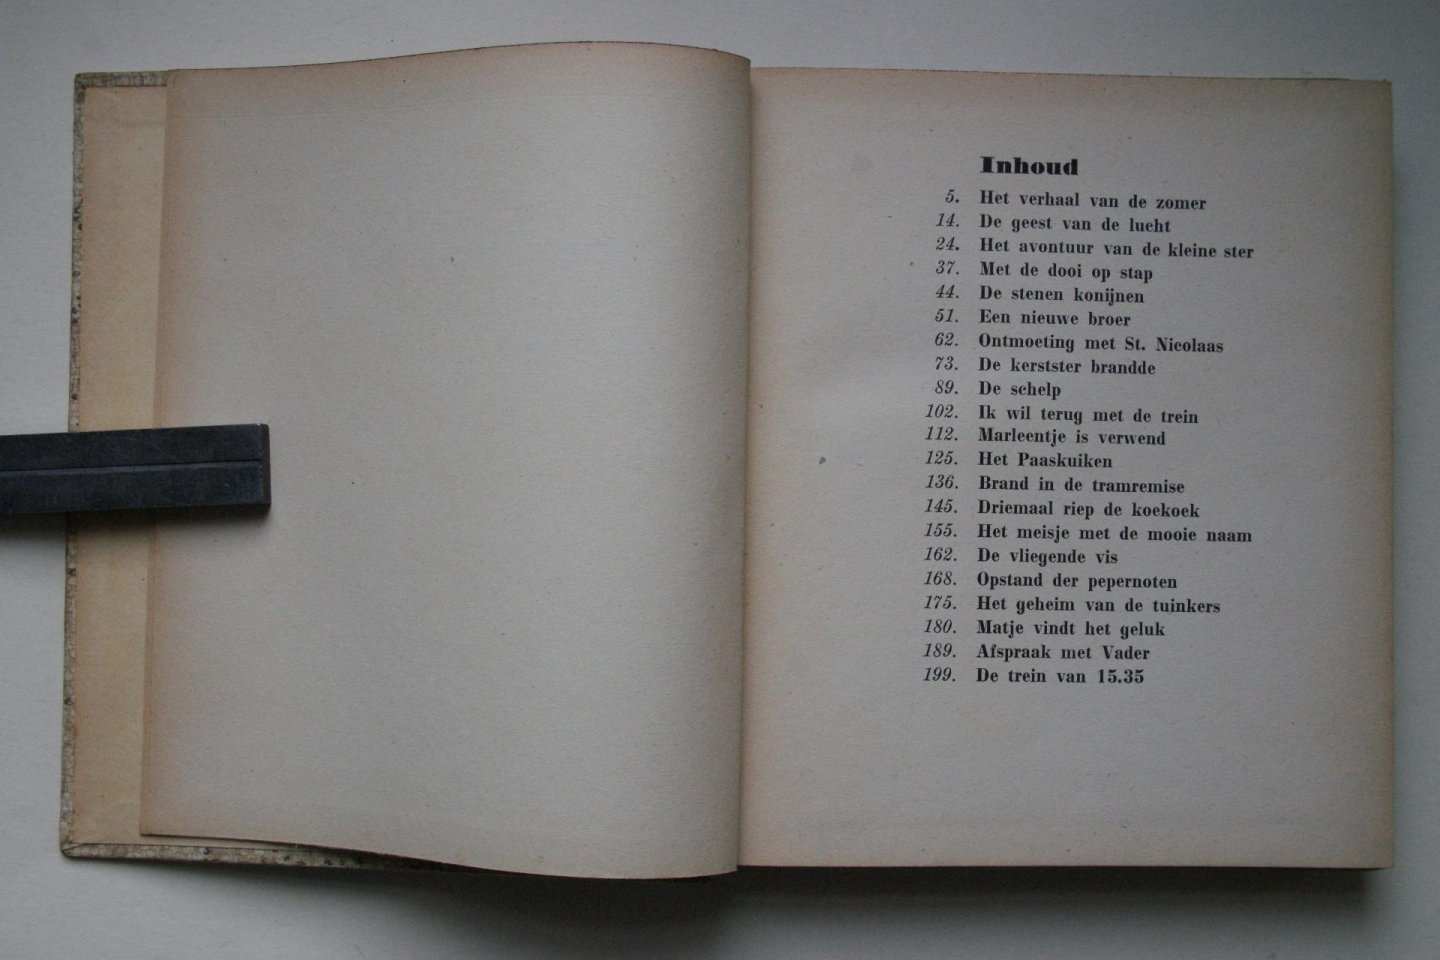 Inhoud
5. Het verhaal van de zomer
14. De geest van de lucht
24. Het avontuur van de kleine ster
37. Met de dooi op stap
44. De stenen konijnen
51. Een nieuwe broer
62. Ontmoeting met St. Nicolaas
73. De kerstster brandde
89. De schelp
102. Ik wil terug met de trein
112. Marleentje is verwend
125. Het Paaskuiken
136. Brand in de tramremise
145. Driemaal riep de koekoek
155. Het meisje met de mooie naam
162. De vliegende vis
168. Opstand der pepernoten
175. Het geheim van de tuinkers
180. Matje vindt het geluk
189. Afspraak met Vader
199. De trein van 15.35